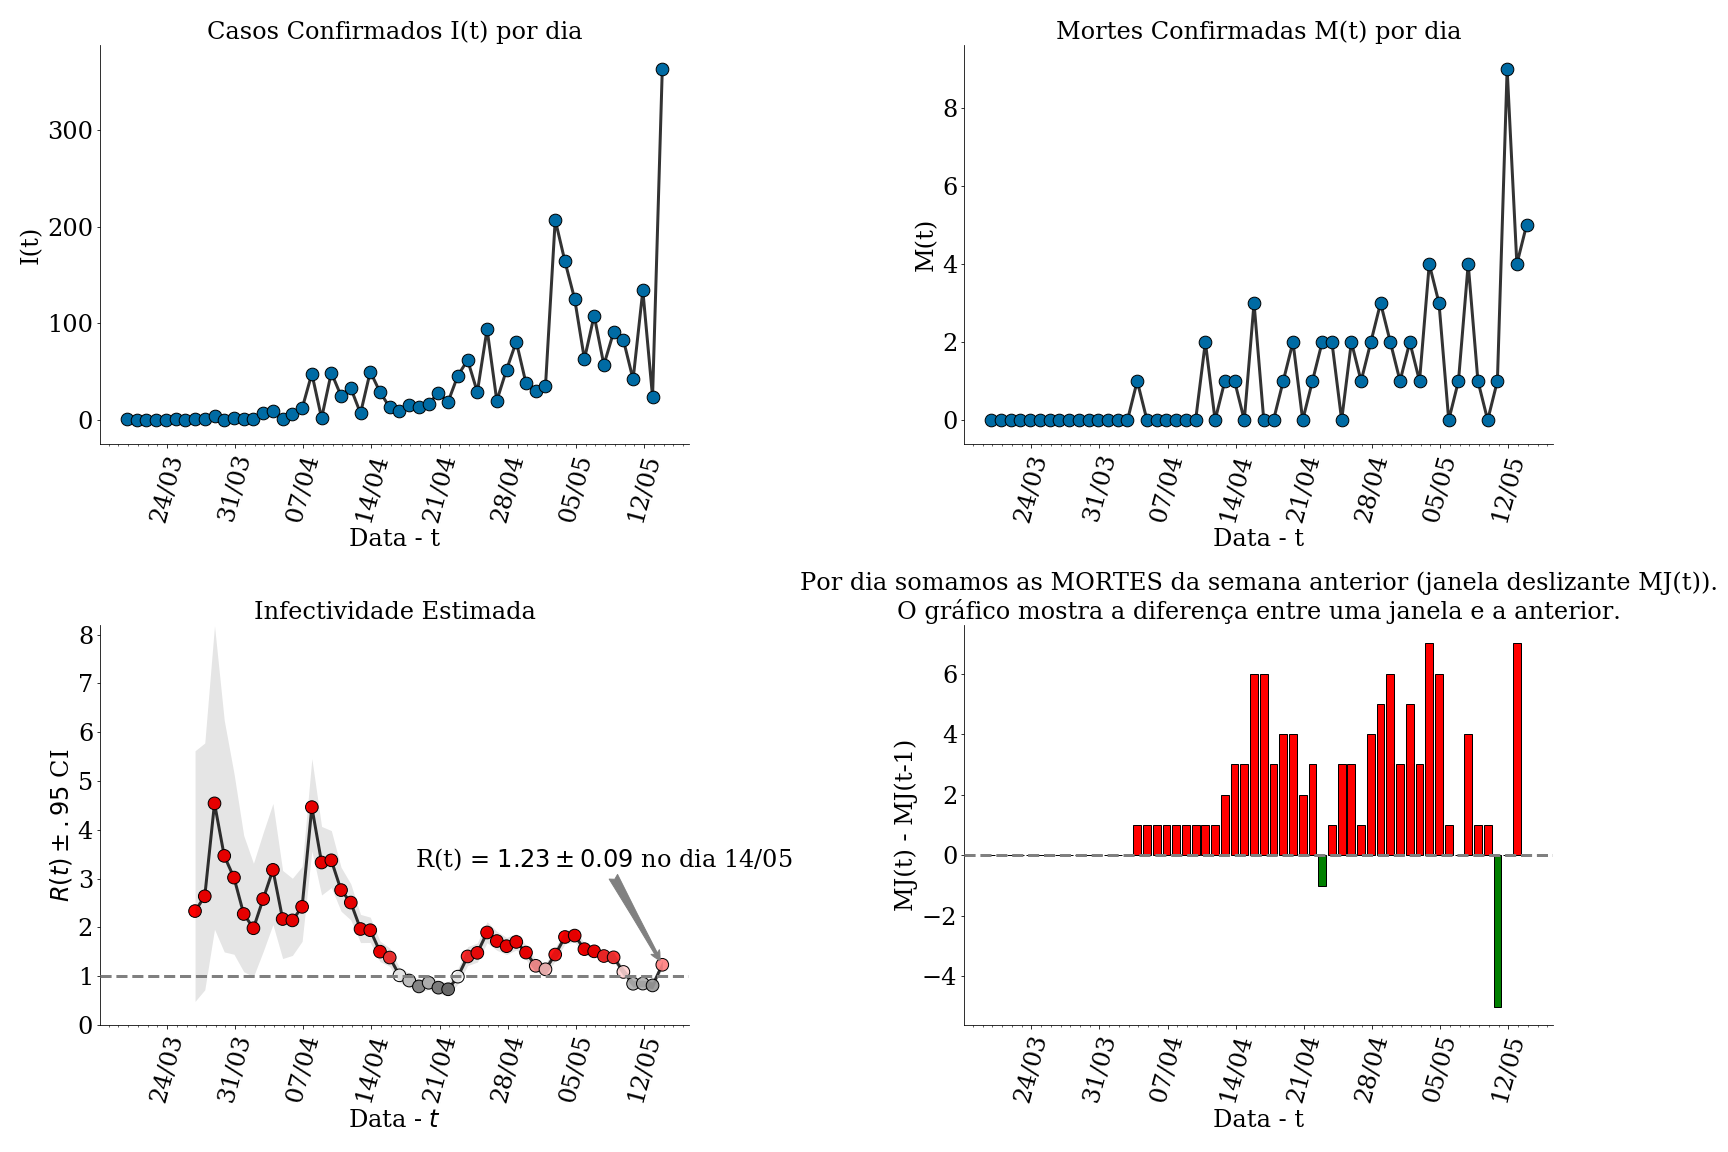 Casos Confirmados I(t) por dia
I(t)
300
200
100
0
24/03 31/03 07/04 14/04 21/04 28/04 05/05 12/05
Data - t
Mortes Confirmadas M(t) por dia
M(t)
8
6
4
2
0
24/03 31/03 07/04 14/04 21/04 28/04 05/05 12/05
Data - t
Infectividade Estimada
R(t) ± .95 CI
8
7
6
5
4
3
2
1
0
R(t) = 1.23 ± 0.09 no dia 14/05
24/03 31/03 07/04 14/04 21/04 28/04 05/05 12/05
Data - t
Por dia somamos as MORTES da semana anterior (janela deslizante MJ(t)).
O gráfico mostra a diferença entre uma janela e a anterior.
MJ(t) - MJ(t-1)
6
4
2
0
−2
−4
24/03 31/03 07/04 14/04 21/04 28/04 05/05 12/05
Data - t